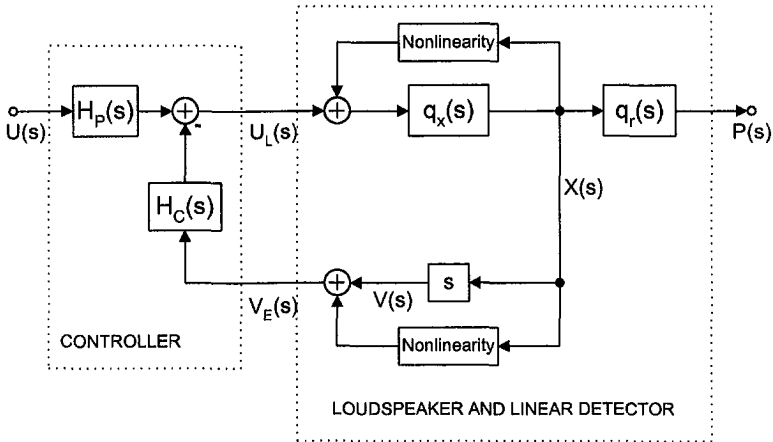 Nonlinearity
H_P(s)
+
-
+
q_x(s)
q_r(s)
U(s)
U_L(s)
P(s)
X(s)
H_C(s)
+
s
V_E(s)
V(s)
Nonlinearity
CONTROLLER
LOUDSPEAKER AND LINEAR DETECTOR